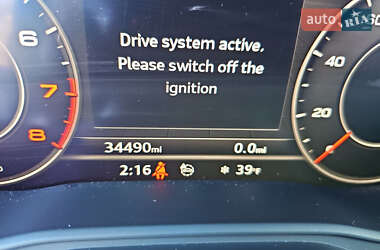 auto RIA
Drive system active.
Please switch off the
ignition
6
7
8
40
20
34490mi
0.0mi
2:16
39°F